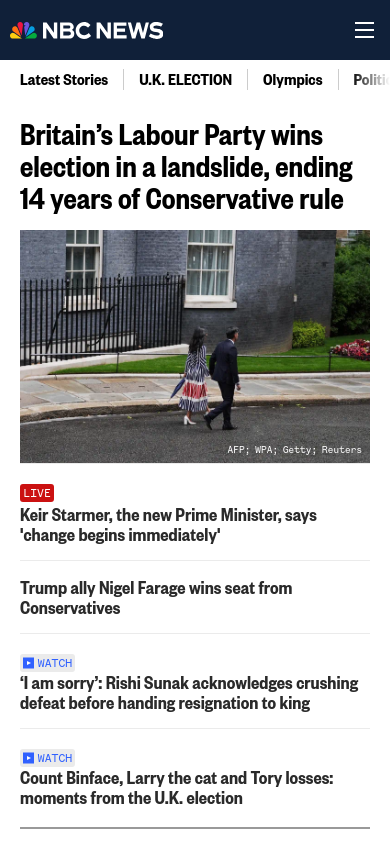 NBC NEWS
Latest Stories
U.K. ELECTION
Olympics
Britain’s Labour Party wins
election in a landslide, ending
14 years of Conservative rule
AFP; WPA; Getty; Reuters
LIVE
Keir Starmer, the new Prime Minister, says
'change begins immediately'
Trump ally Nigel Farage wins seat from
Conservatives
WATCH
‘I am sorry’: Rishi Sunak acknowledges crushing
defeat before handing resignation to king
WATCH
Count Binface, Larry the cat and Tory losses:
moments from the U.K. election